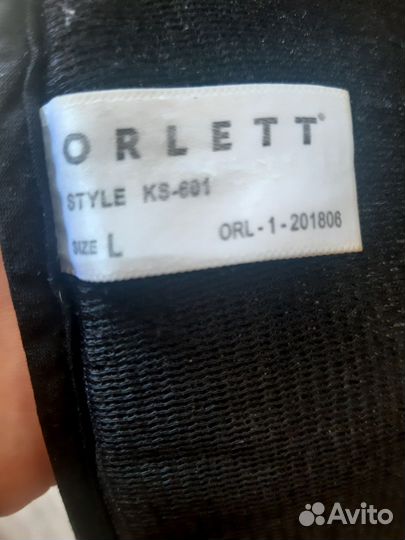 ORLETT®
STYLE KS-601
SIZE L ORL-1-201806
Avito